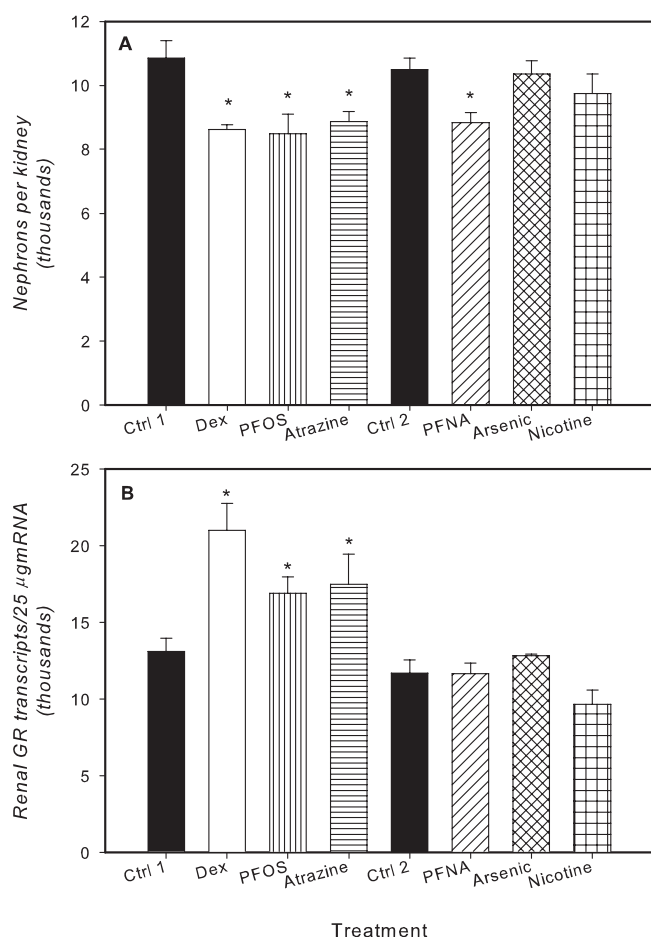 12
10
8
6
4
2
0
Nephrons per kidney
(thousands)
A
*
*
*
*
Ctrl 1
Dex
PFOS
Atrazine
Ctrl 2
PFNA
Arsenic
Nicotine
25
20
15
10
5
0
Renal GR transcripts/25 µgmRNA
(thousands)
B
*
*
*
Ctrl 1
Dex
PFOS
Atrazine
Ctrl 2
PFNA
Arsenic
Nicotine
Treatment